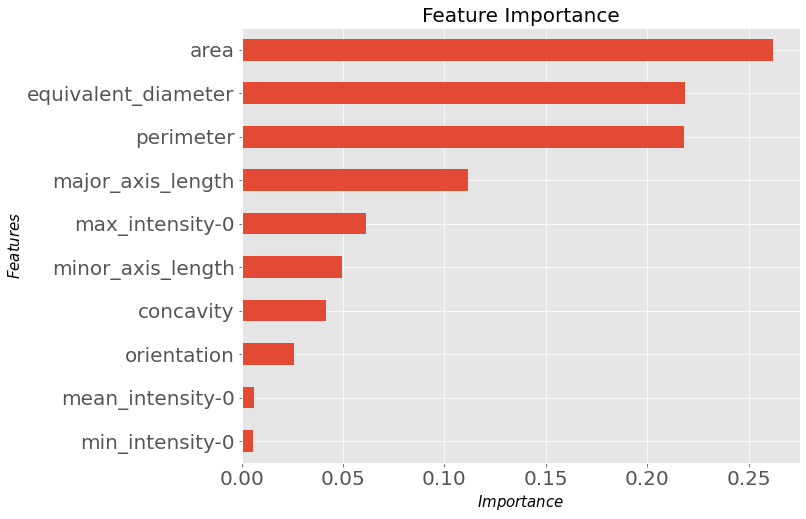 Feature Importance
area
equivalent_diameter
perimeter
major_axis_length
max_intensity-0
minor_axis_length
concavity
orientation
mean_intensity-0
min_intensity-0
Features
0.00 0.05 0.10 0.15 0.20 0.25
Importance